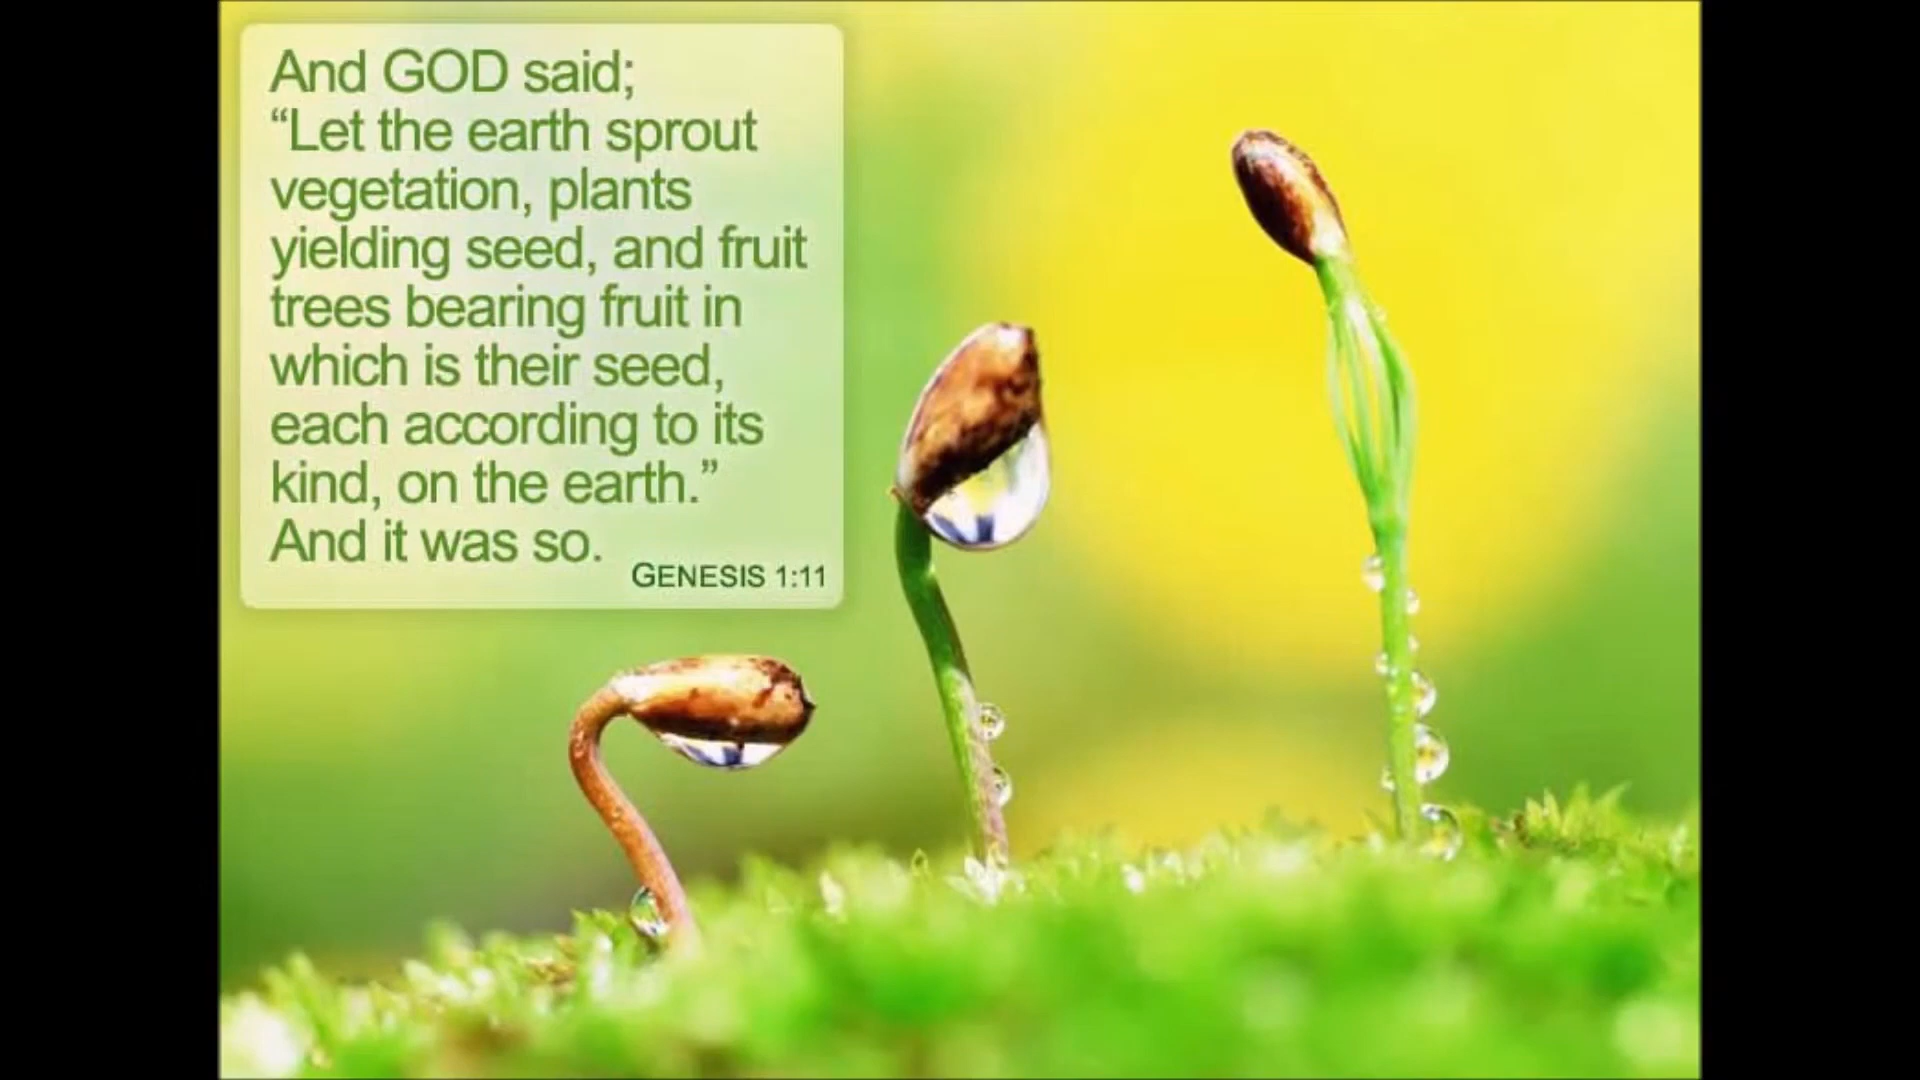 And GOD said;
“Let the earth sprout
vegetation, plants
yielding seed, and fruit
trees bearing fruit in
which is their seed,
each according to its
kind, on the earth.”
And it was so.
GENESIS 1:11